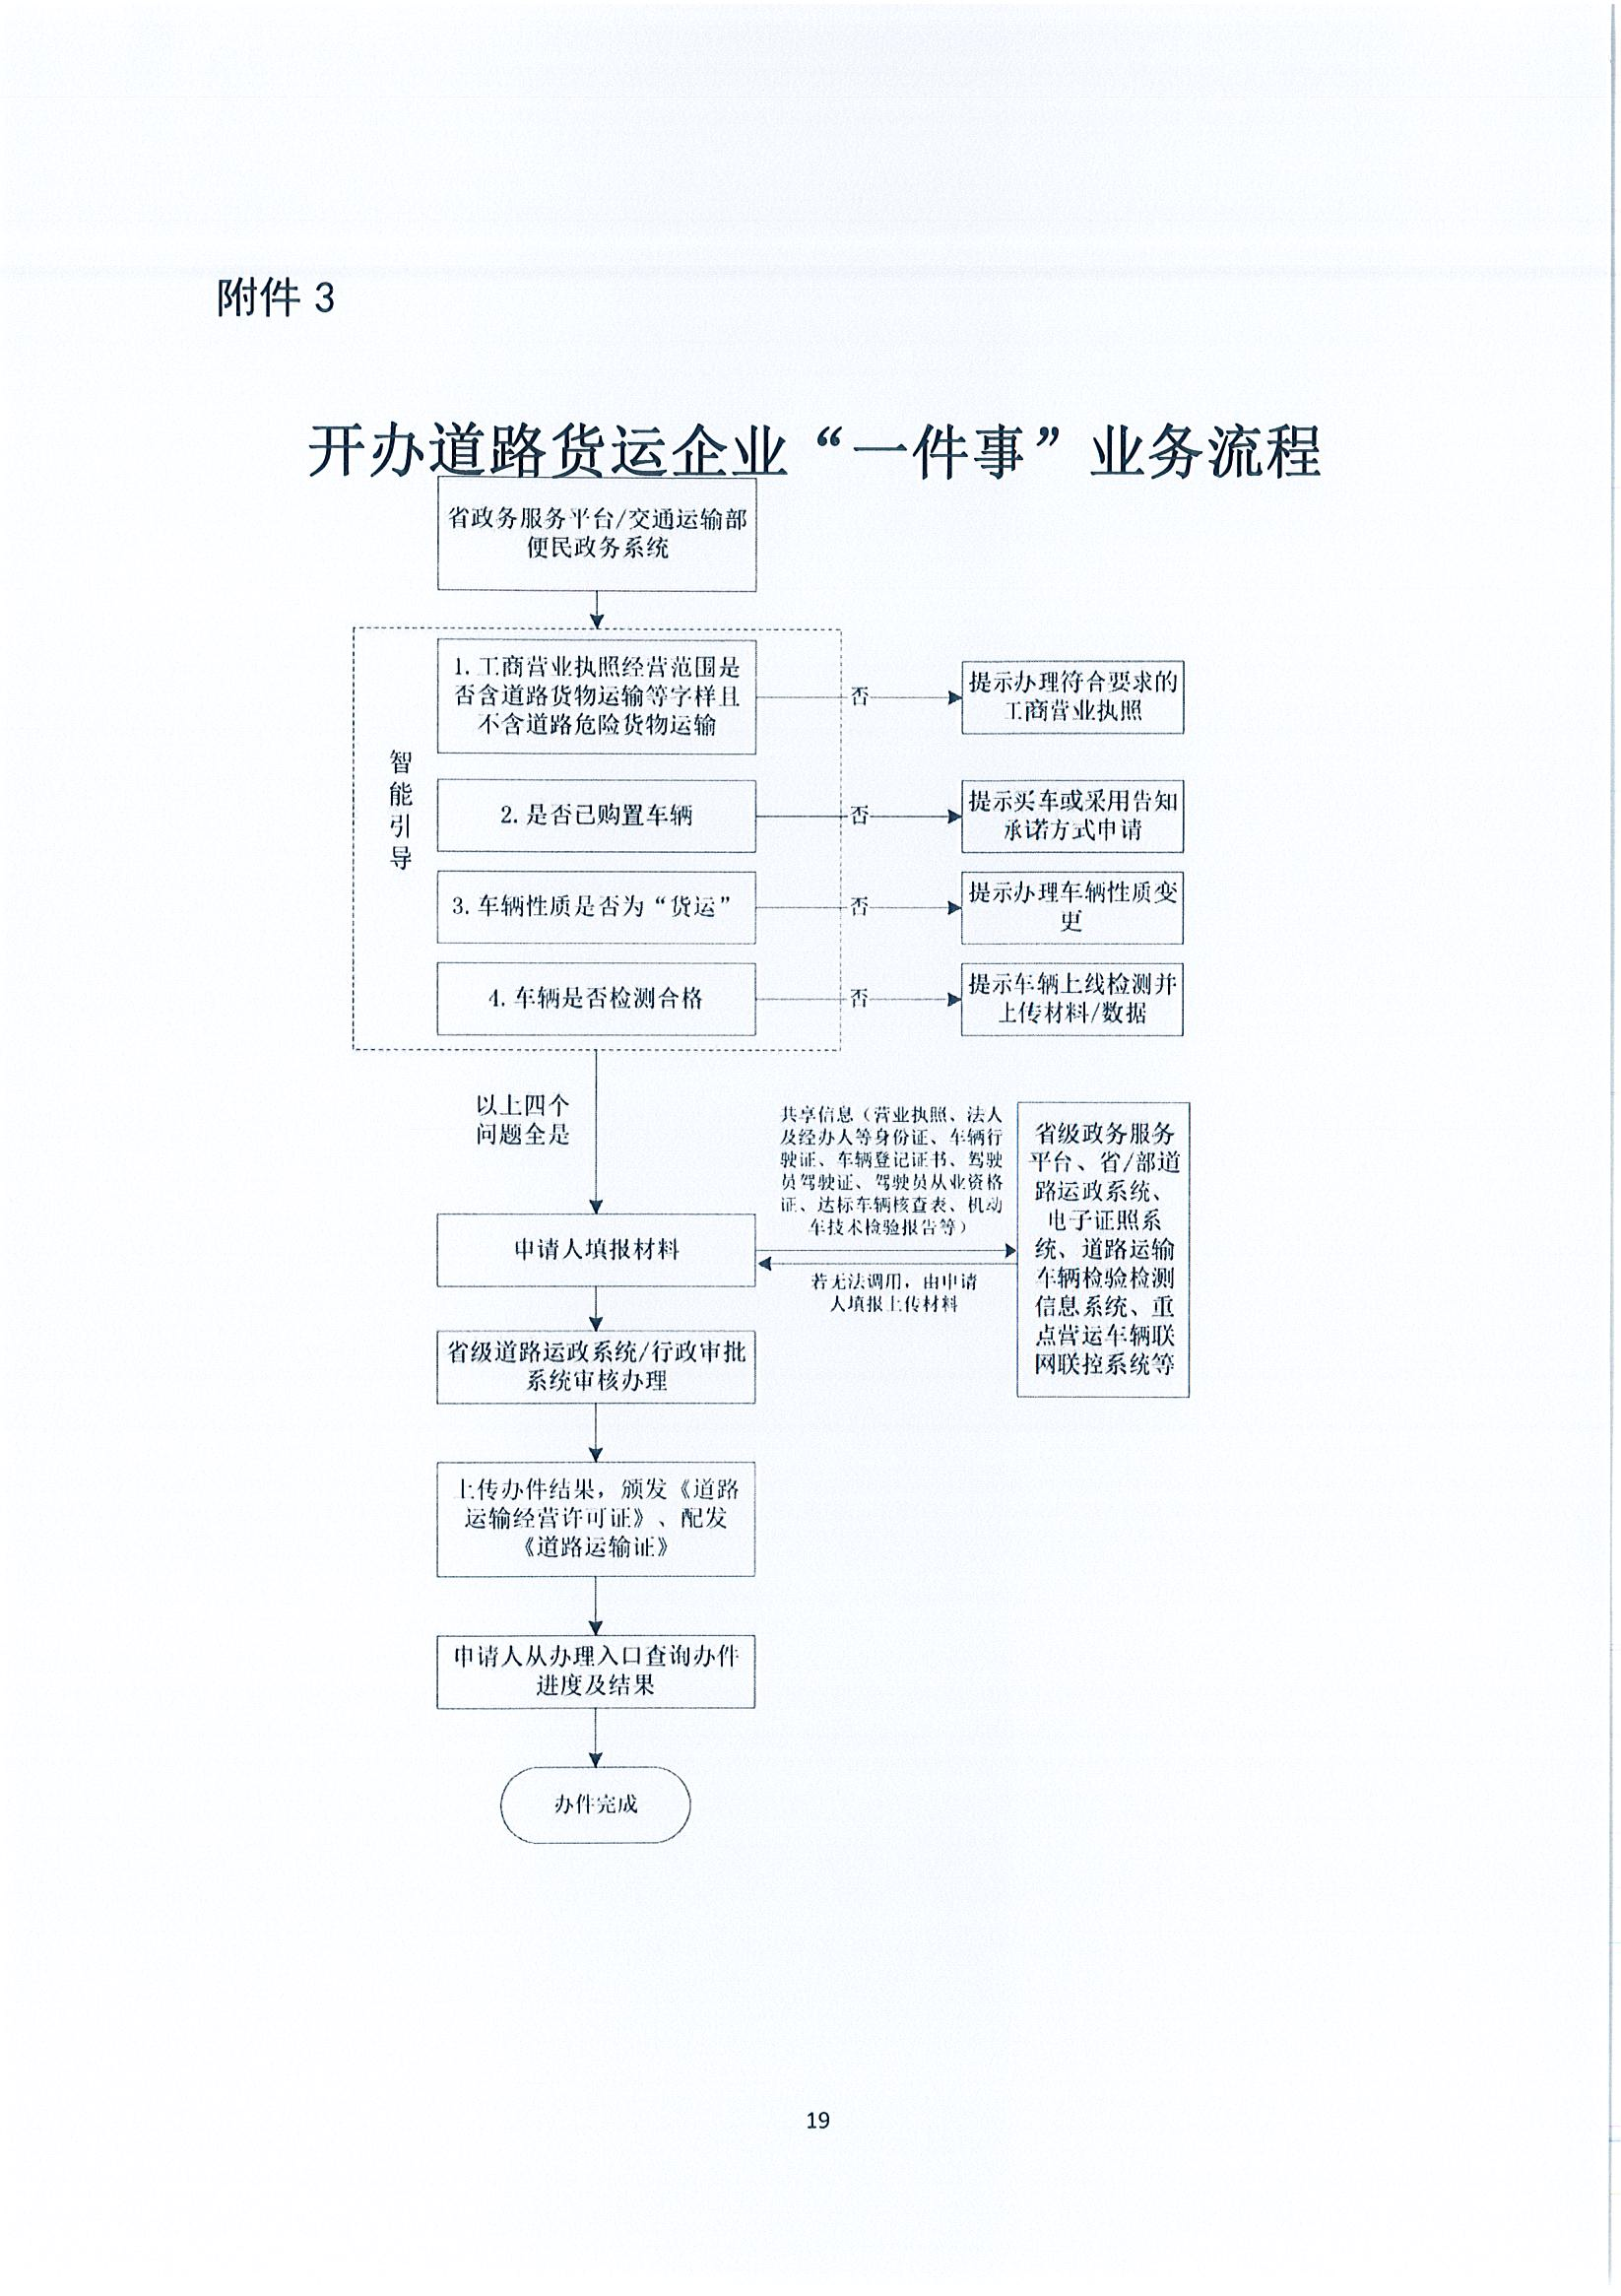 附件 3
开办道路货运企业“一件事”业务流程
省政务服务平台/交通运输部
便民政务系统
智能引导
1.工商营业执照经营范围是
否含道路货物运输等字样且
不含道路危险货物运输
否
提示办理符合要求的
工商营业执照
2.是否已购置车辆
否
提示买车或采用告知
承诺方式申请
3.车辆性质是否为“货运”
否
提示办理车辆性质变
更
4.车辆是否检测合格
否
提示车辆上线检测并
上传材料/数据
以上四个
问题全是
共享信息（营业执照、法人
及经办人等身份证、车辆行
驶证、车辆登记证书、驾驶
员驾驶证、驾驶员从业资格
证、达标车辆核查表、机动
车技术检验报告等）
申请人填报材料
若无法调用，由申请
人填报上传材料
省级政务服务
平台、省/部道
路运政系统、
电子证照系
统、道路运输
车辆检验检测
信息系统、重
点营运车辆联
网联控系统等
省级道路运政系统/行政审批
系统审核办理
上传办件结果，颁发《道路
运输经营许可证》、配发
《道路运输证》
申请人从办理入口查询办件
进度及结果
办件完成
19